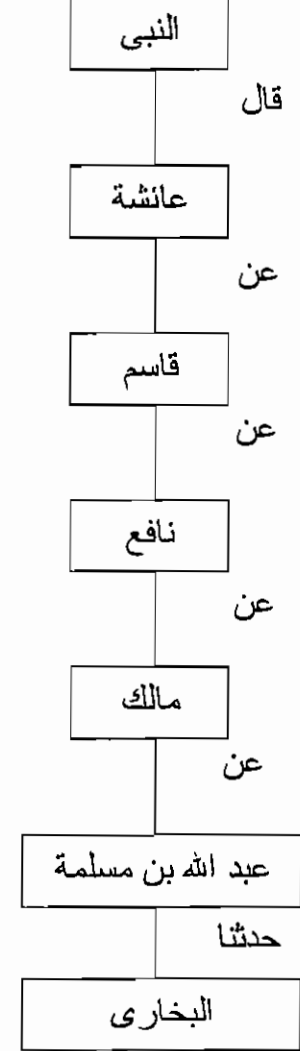 النبى
قال
عائشة
عن
قاسم
عن
نافع
عن
مالك
عن
عبد الله بن مسلمة
حدثنا
البخارى